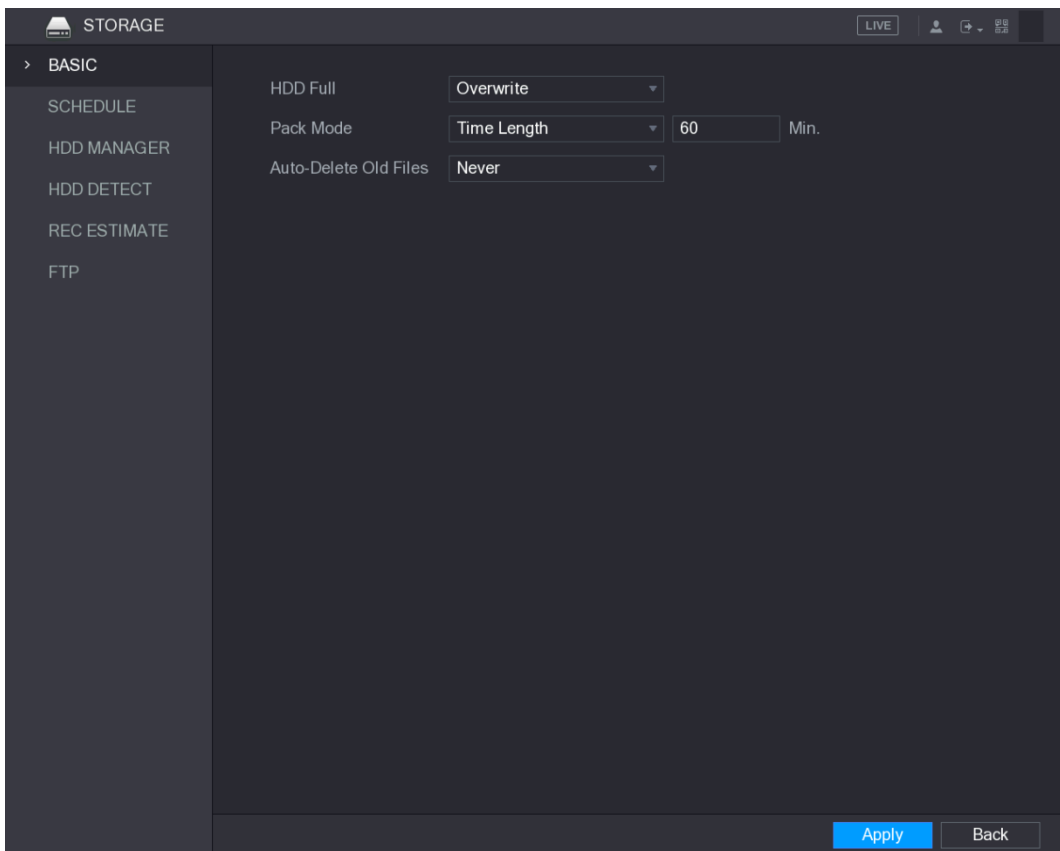 STORAGE
LIVE
BASIC
SCHEDULE
HDD MANAGER
HDD DETECT
REC ESTIMATE
FTP
HDD Full Overwrite
Pack Mode Time Length 60 Min.
Auto-Delete Old Files Never
Apply Back